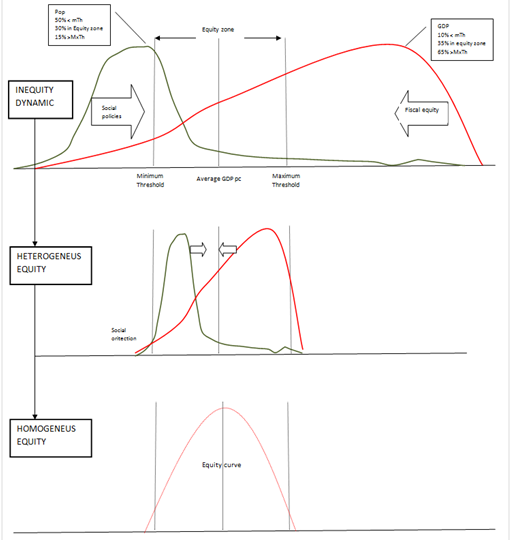 Pop
50% < mTh
30% in Equity zone
15% >MxTh
Equity zone
GDP
10% < mTh
35% in equity zone
65% >MxTh
INEQUITY
DYNAMIC
Social
policies
Fiscal equity
Minimum
Threshold
Average GDP pc
Maximum
Threshold
HETEROGENEUS
EQUITY
Social
oritection
HOMOGENEUS
EQUITY
Equity curve